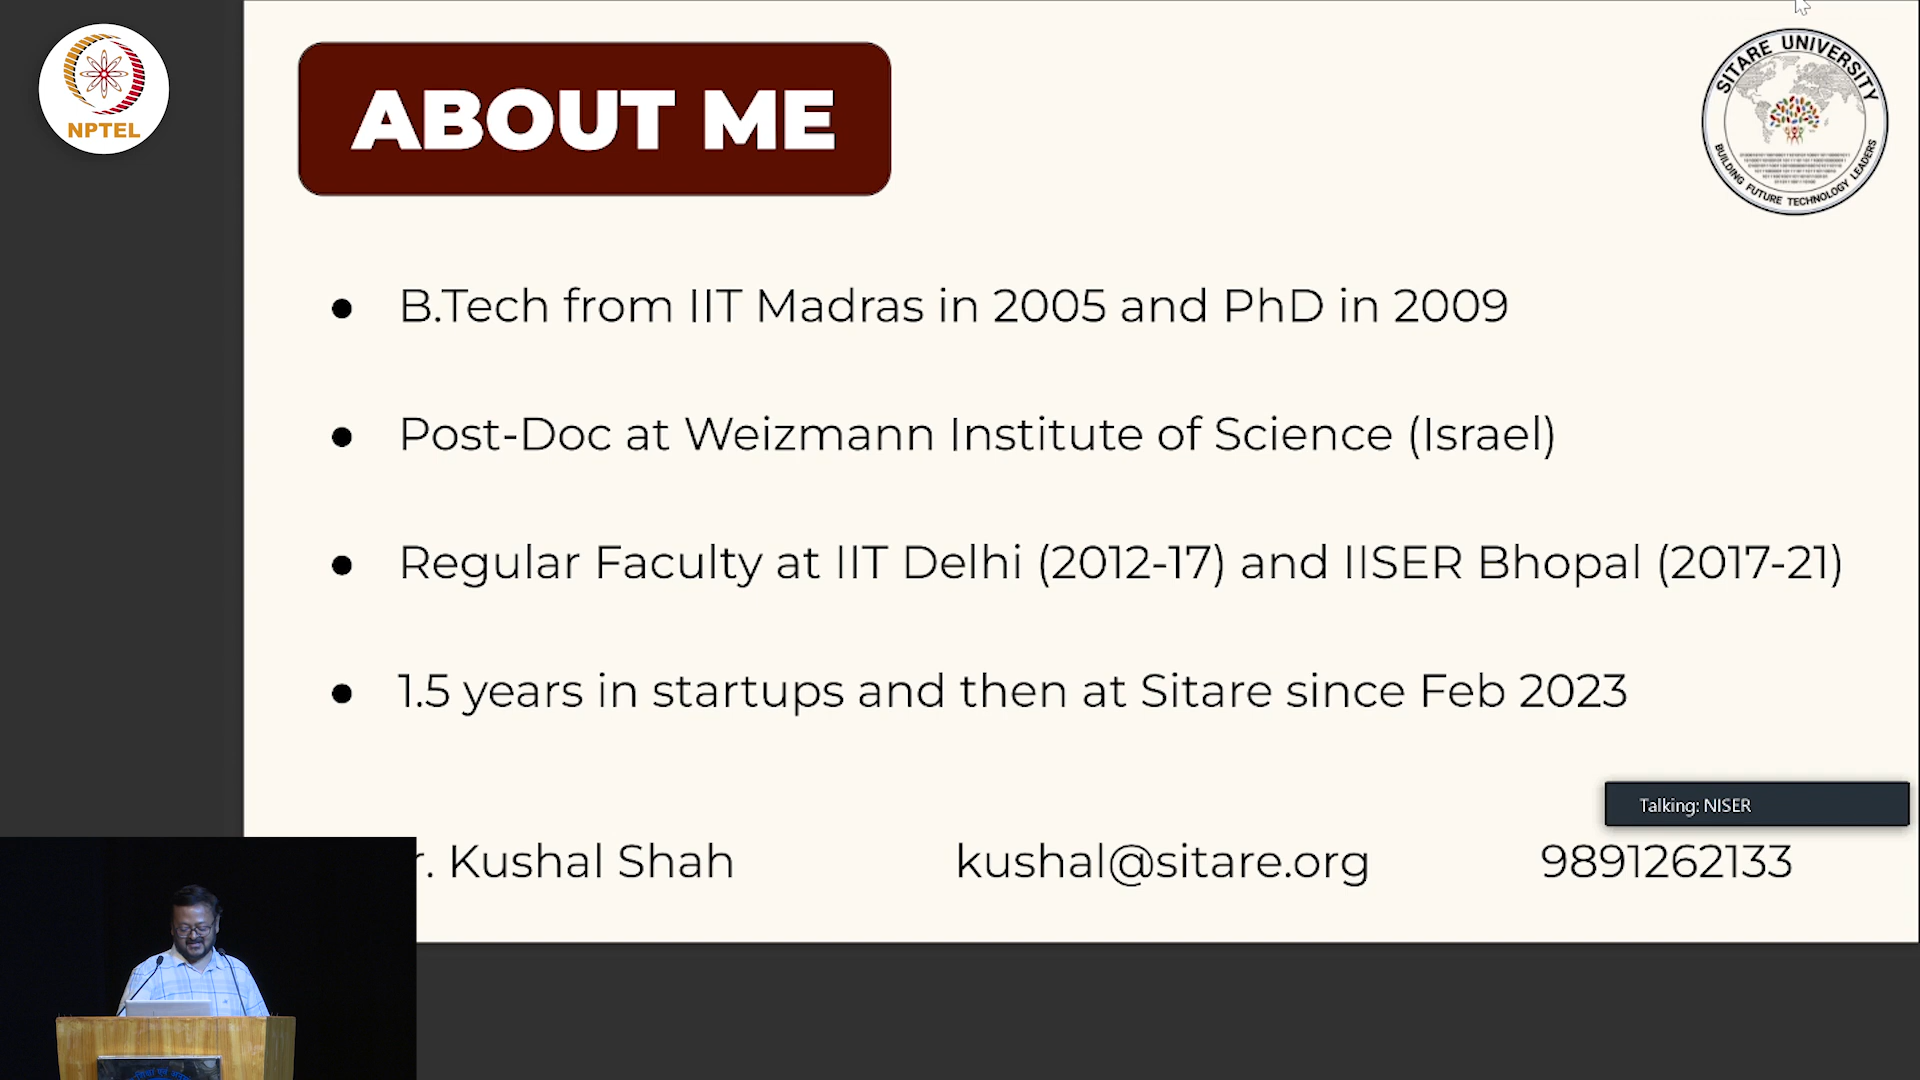 NPTEL
ABOUT ME
SITARE UNIVERSITY
BUILDING FUTURE TECHNOLOGY LEADERS
● B.Tech from IIT Madras in 2005 and PhD in 2009
● Post-Doc at Weizmann Institute of Science (Israel)
● Regular Faculty at IIT Delhi (2012-17) and IISER Bhopal (2017-21)
● 1.5 years in startups and then at Sitare since Feb 2023
Talking: NISER
r. Kushal Shah kushal@sitare.org 9891262133